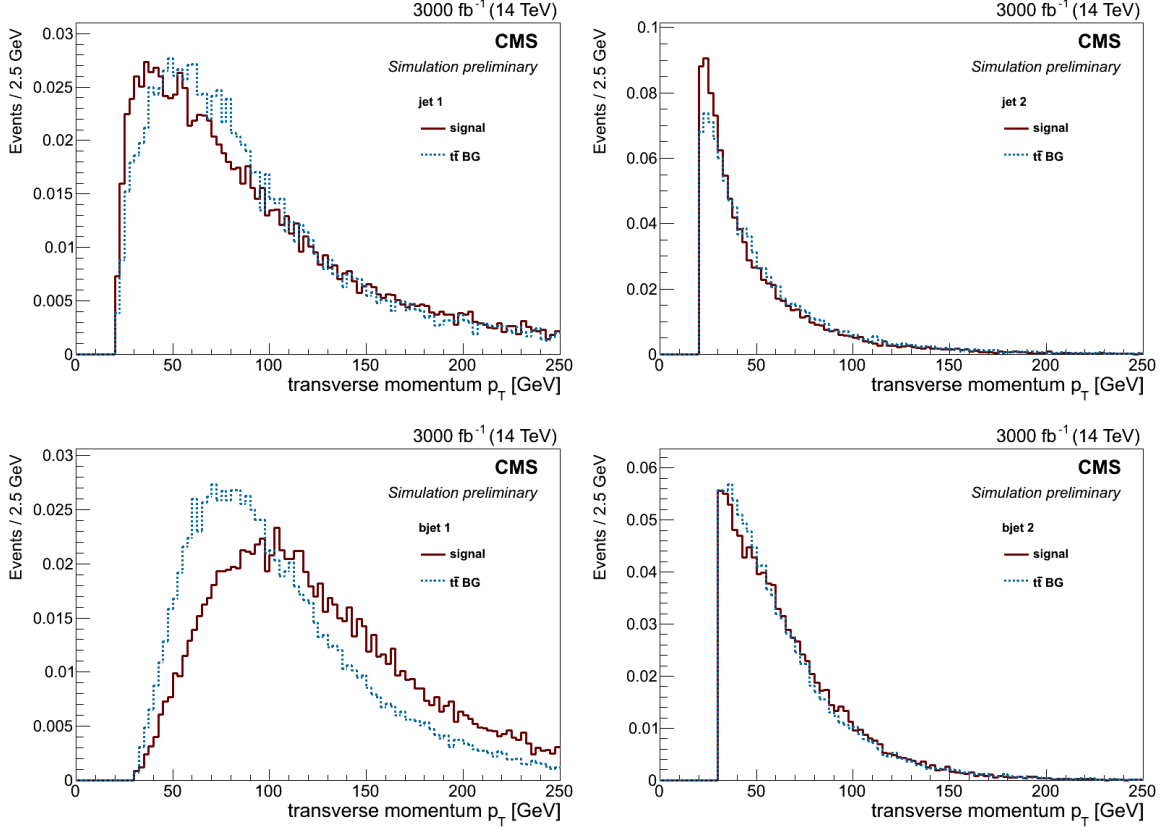 3000 fb⁻¹ (14 TeV)
Events / 2.5 GeV
0.03
0.025
0.02
0.015
0.01
0.005
0
CMS
Simulation preliminary
jet 1
signal
tt̄ BG
0 50 100 150 200 250
transverse momentum p_T [GeV]
3000 fb⁻¹ (14 TeV)
Events / 2.5 GeV
0.1
0.08
0.06
0.04
0.02
0
CMS
Simulation preliminary
jet 2
signal
tt̄ BG
0 50 100 150 200 250
transverse momentum p_T [GeV]
3000 fb⁻¹ (14 TeV)
Events / 2.5 GeV
0.03
0.025
0.02
0.015
0.01
0.005
0
CMS
Simulation preliminary
bjet 1
signal
tt̄ BG
0 50 100 150 200 250
transverse momentum p_T [GeV]
3000 fb⁻¹ (14 TeV)
Events / 2.5 GeV
0.06
0.05
0.04
0.03
0.02
0.01
0
CMS
Simulation preliminary
bjet 2
signal
tt̄ BG
0 50 100 150 200 250
transverse momentum p_T [GeV]